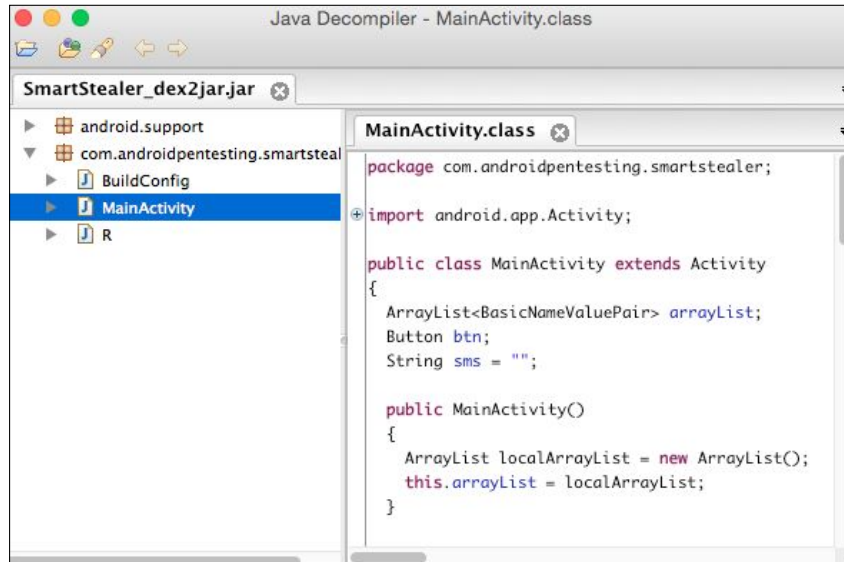 Java Decompiler - MainActivity.class
SmartStealer_dex2jar.jar
android.support
com.androidpentesting.smartsteal
BuildConfig
MainActivity
R
MainActivity.class
package com.androidpentesting.smartstealer;
import android.app.Activity;
public class MainActivity extends Activity
{
ArrayList<BasicNameValuePair> arrayList;
Button btn;
String sms = "";
public MainActivity()
{
ArrayList localArrayList = new ArrayList();
this.arrayList = localArrayList;
}